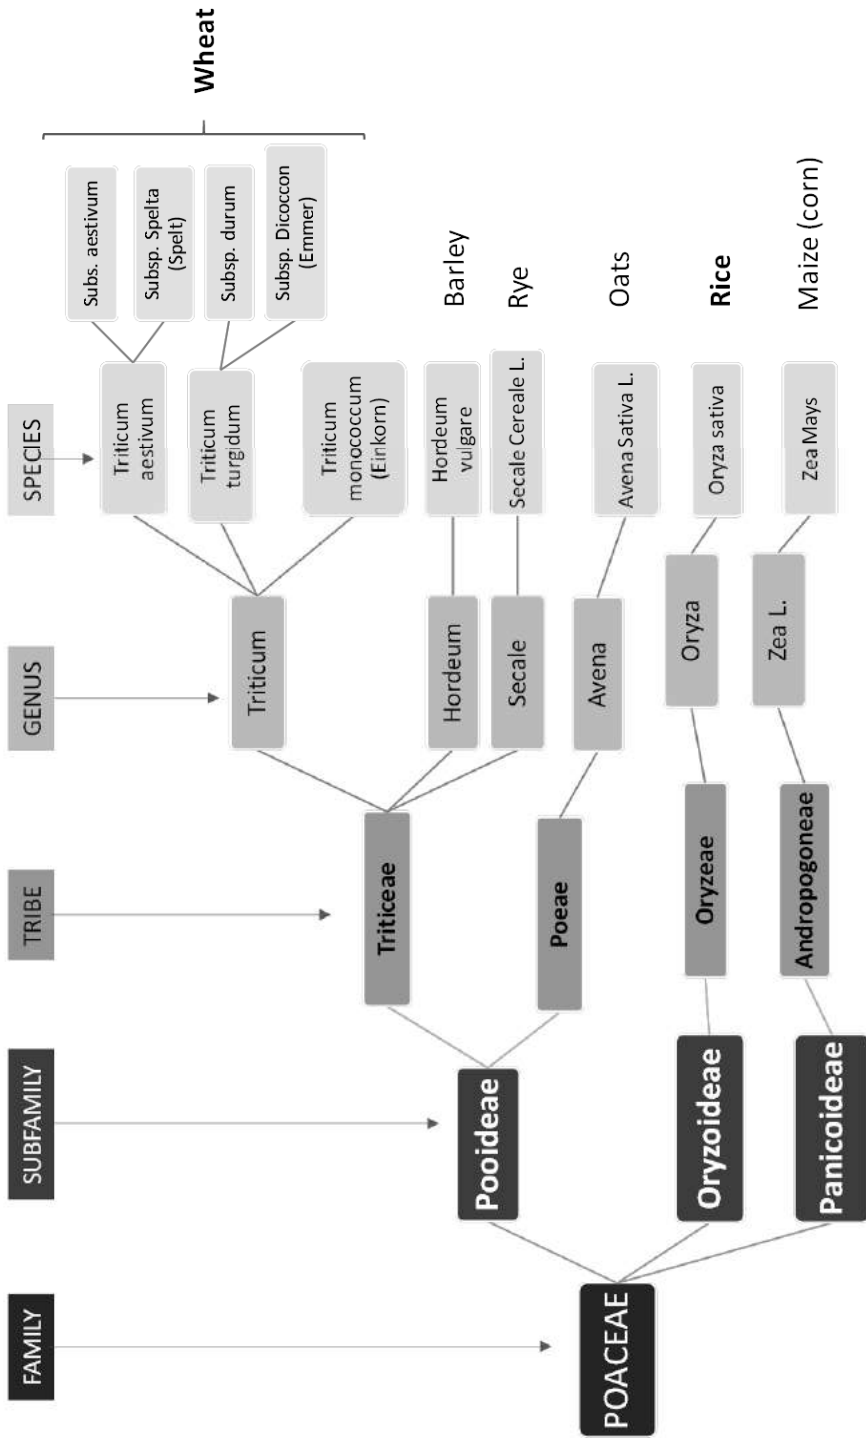 FAMILY
SUBFAMILY
TRIBE
GENUS
SPECIES
POACEAE
Pooideae
Oryzoideae
Panicoideae
Triticeae
Poeae
Oryzeae
Andropogoneae
Triticum
Hordeum
Secale
Avena
Oryza
Zea L.
Triticum
aestivum
Triticum
turgidum
Triticum
monococcum
(Einkorn)
Hordeum
vulgare
Secale Cereale L.
Avena Sativa L.
Oryza sativa
Zea Mays
Subs. aestivum
Subsp. Spelta
(Spelt)
Subsp. durum
Subsp. Dicoccon
(Emmer)
Wheat
Barley
Rye
Oats
Rice
Maize (corn)